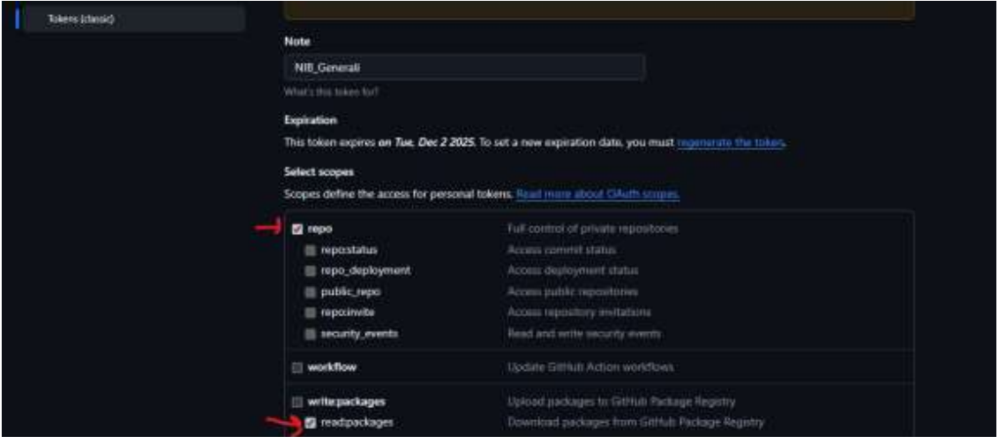 Tokens (classic)
Note
NIB_Generali
What's this token for?
Expiration
This token expires on Tue, Dec 2 2025. To set a new expiration date, you must regenerate the token.
Select scopes
Scopes define the access for personal tokens. Read more about OAuth scopes.
repo Full control of private repositories
repo:status Access commit status
repo_deployment Access deployment status
public_repo Access public repositories
repo:invite Access repository invitations
security_events Read and write security events
workflow Update GitHub Action workflows
write:packages Upload packages to GitHub Package Registry
read:packages Download packages from GitHub Package Registry